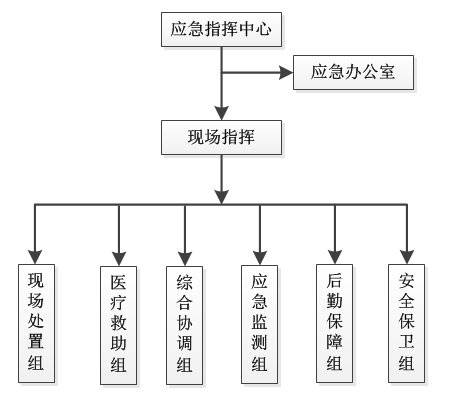 应急指挥中心
应急办公室
现场指挥
现场处置组
医疗救助组
综合协调组
应急监测组
后勤保障组
安全保卫组